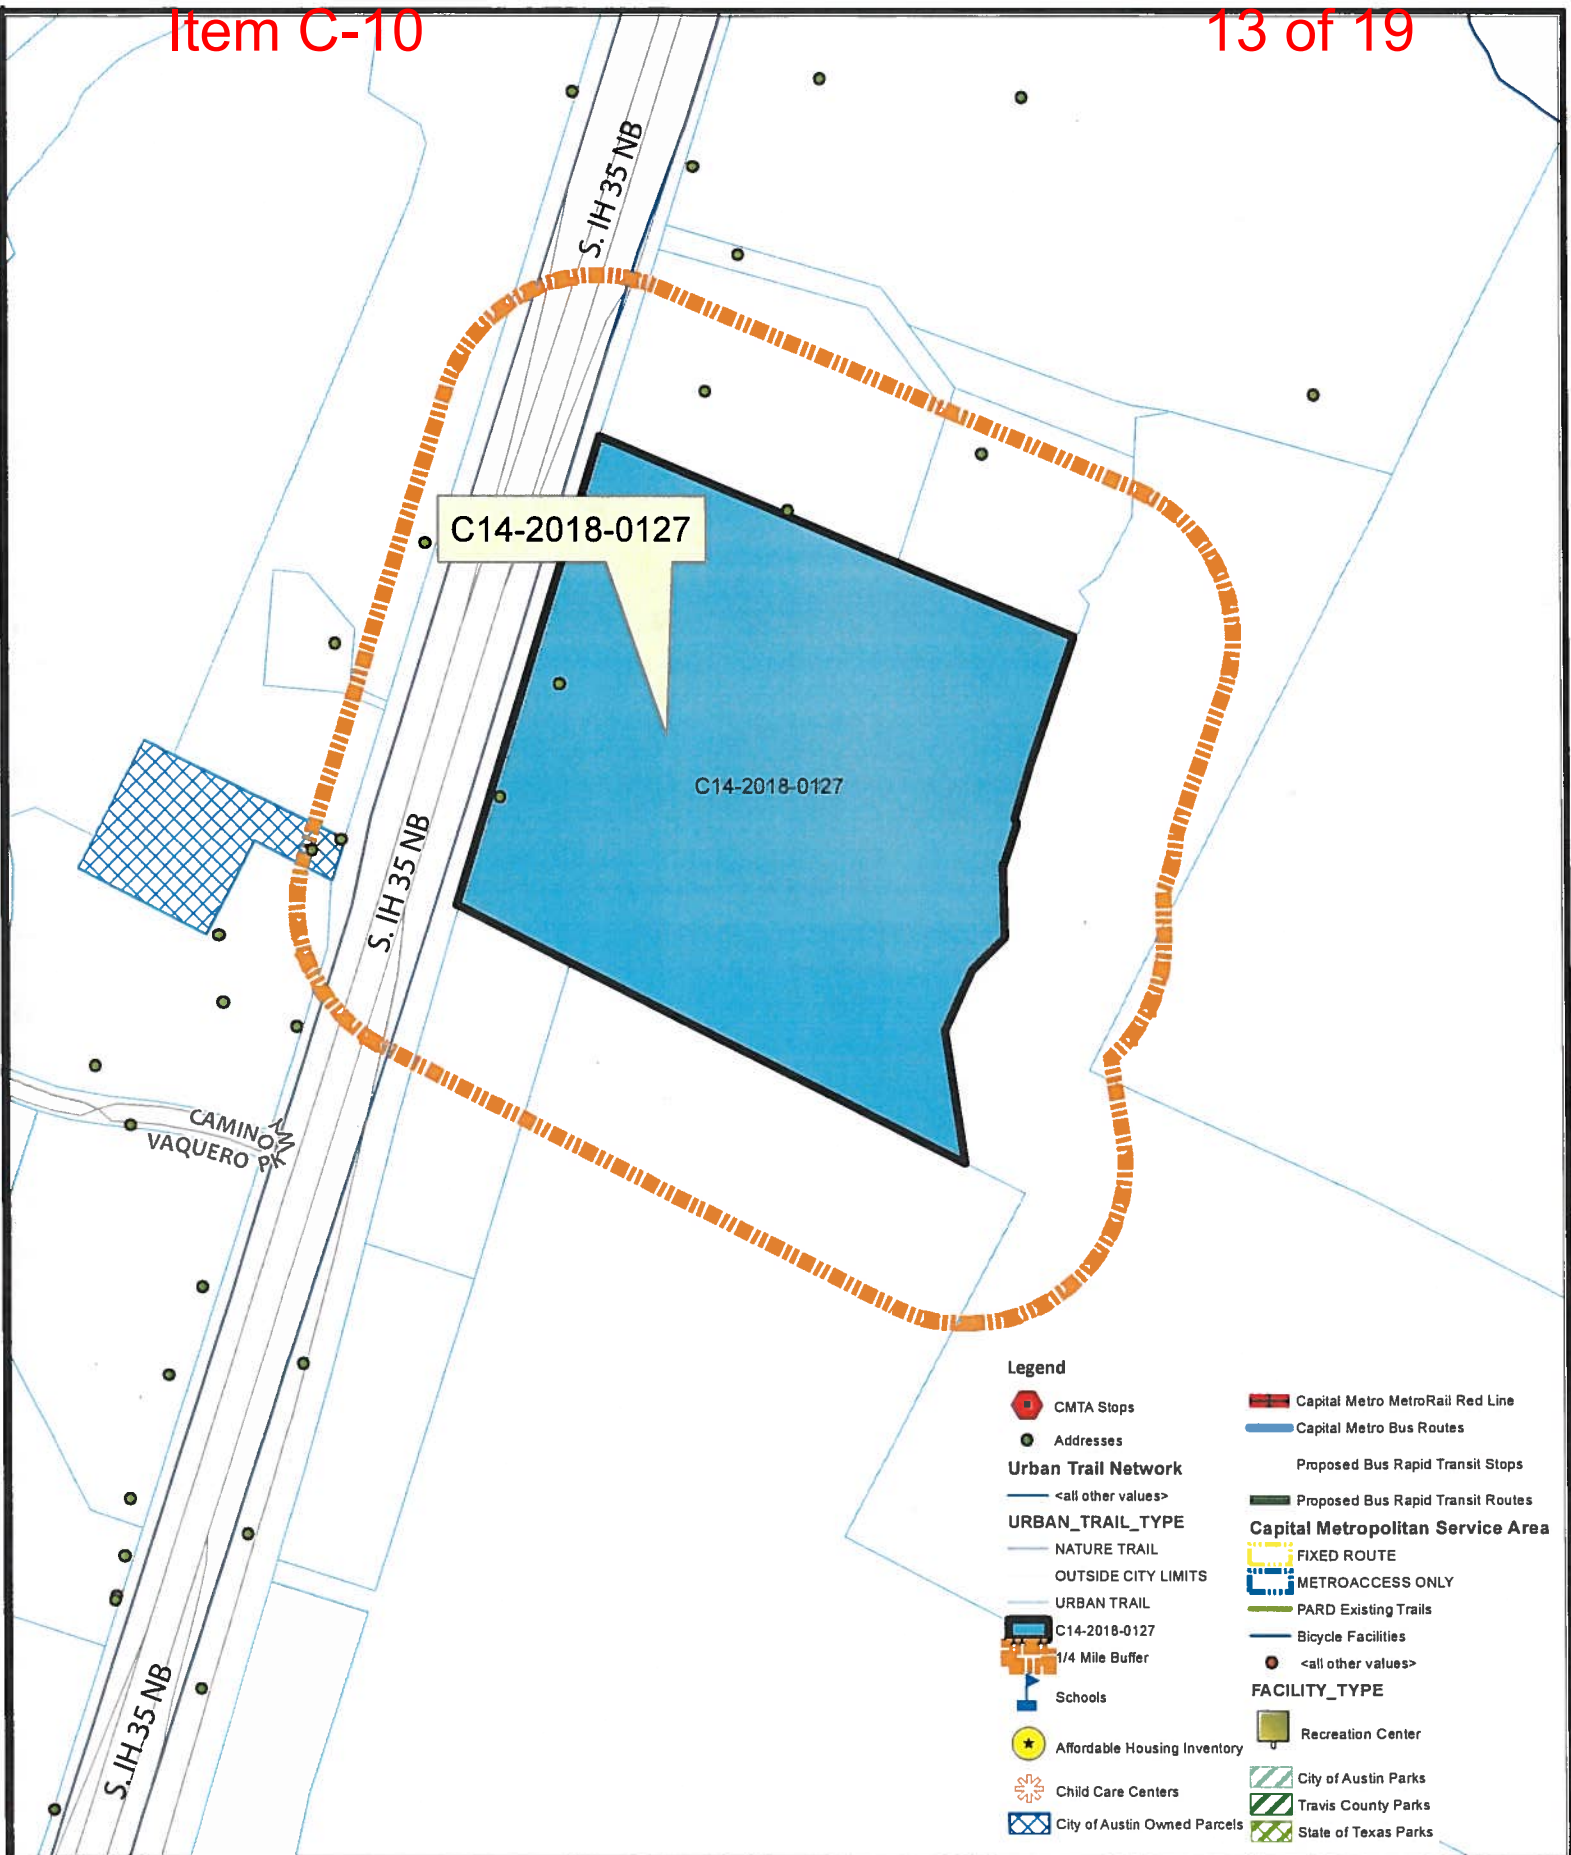 Item C-10
13 of 19
S. IH 35 NB
C14-2018-0127
C14-2018-0127
S. IH 35 NB
CAMINO
VAQUERO PKWY
S. IH 35 NB
Legend
CMTA Stops
Addresses
Urban Trail Network
<all other values>
URBAN_TRAIL_TYPE
NATURE TRAIL
OUTSIDE CITY LIMITS
URBAN TRAIL
C14-2018-0127
1/4 Mile Buffer
Schools
Affordable Housing Inventory
Child Care Centers
City of Austin Owned Parcels
Capital Metro MetroRail Red Line
Capital Metro Bus Routes
Proposed Bus Rapid Transit Stops
Proposed Bus Rapid Transit Routes
Capital Metropolitan Service Area
FIXED ROUTE
METROACCESS ONLY
PARD Existing Trails
Bicycle Facilities
<all other values>
FACILITY_TYPE
Recreation Center
City of Austin Parks
Travis County Parks
State of Texas Parks